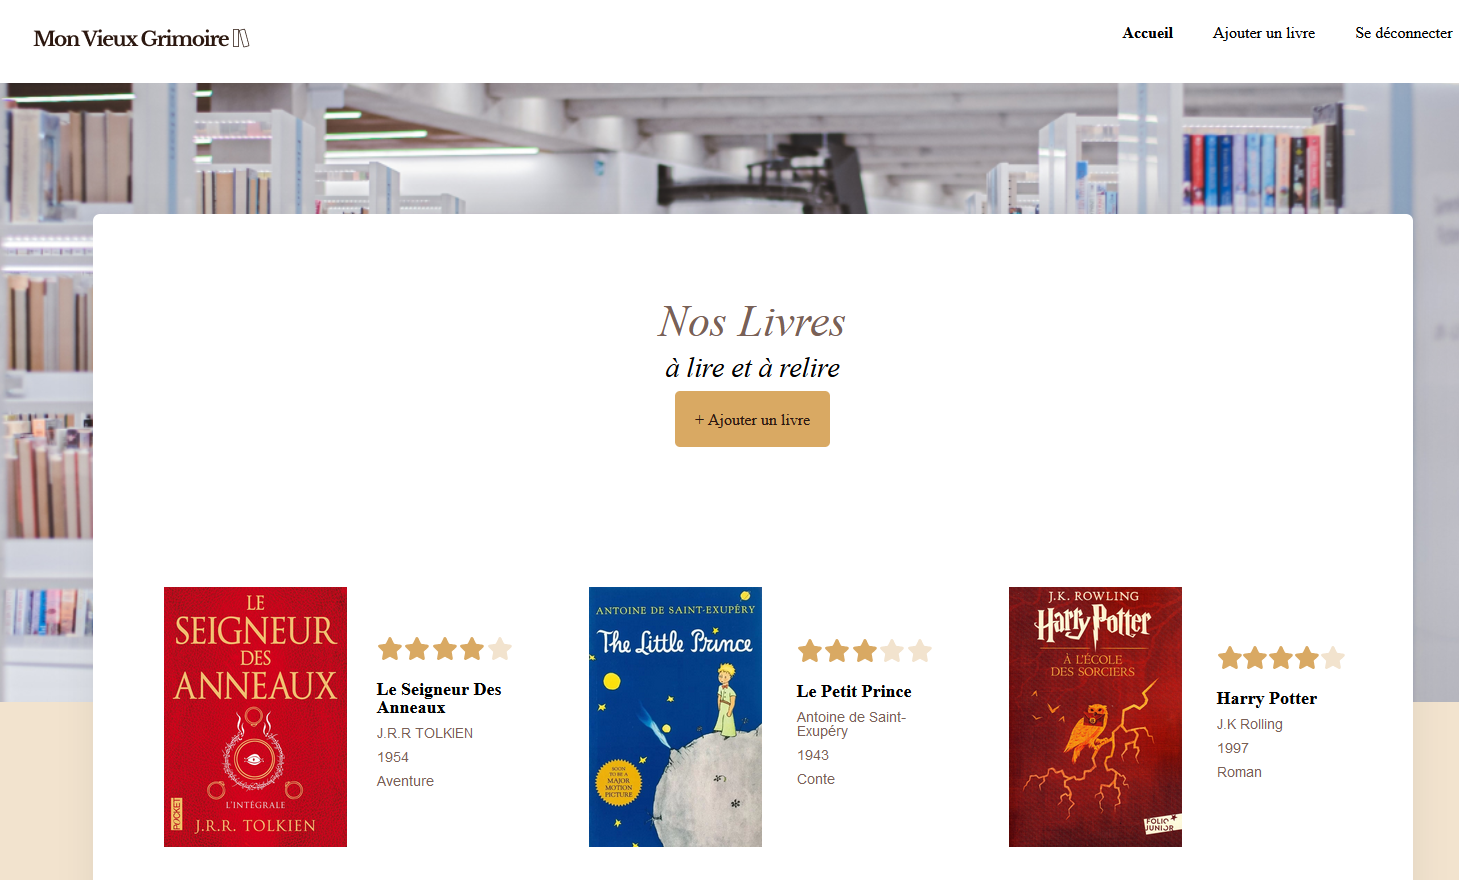 Mon Vieux Grimoire
Accueil
Ajouter un livre
Se déconnecter
Nos Livres
à lire et à relire
+ Ajouter un livre
LE
SEIGNEUR
DES
ANNEAUX
L'INTÉGRALE
J.R.R. TOLKIEN
POCKET
Le Seigneur Des
Anneaux
J.R.R TOLKIEN
1954
Aventure
ANTOINE DE SAINT-EXUPÉRY
The Little Prince
SOON
TO BE A
MAJOR
MOTION
PICTURE
Le Petit Prince
Antoine de Saint-
Exupéry
1943
Conte
J.K. ROWLING
Harry Potter
À L'ÉCOLE
DES SORCIERS
FOLIO
JUNIOR
Harry Potter
J.K Rolling
1997
Roman